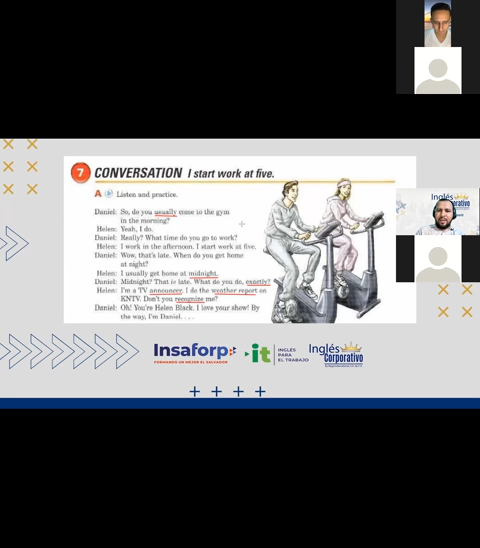 7 CONVERSATION I start work at five.
A Listen and practice.
Daniel: So, do you usually come to the gym
in the morning?
Helen: Yeah, I do.
Daniel: Really? What time do you go to work?
Helen: I work in the afternoon. I start work at five.
Daniel: Wow, that's late. When do you get home
at night?
Helen: I usually get home at midnight.
Daniel: Midnight? That is late. What do you do, exactly?
Helen: I'm a TV announcer. I do the weather report on
KNTV. Don't you recognize me?
Daniel: Oh! You're Helen Black. I love your show! By
the way, I'm Daniel. . . .
Insaforp
FORMANDO UN MEJOR EL SALVADOR
it INGLÉS
PARA
EL TRABAJO
Inglés
Corporativo
Inglés
Corporativo